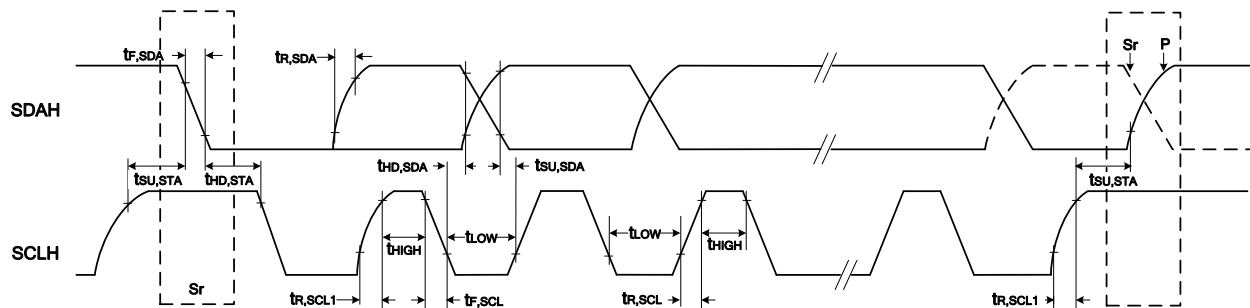 Sr P
tF,SDA tR,SDA
SDAH
tHD,SDA tSU,SDA
tSU,STA tHD,STA tSU,STA
SCLH
tHIGH tLOW tLOW tHIGH
Sr
tR,SCL1 tF,SCL tR,SCL tR,SCL1